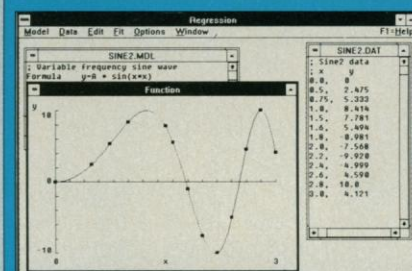 Regression
Model Data Edit Fit Options Window
F1=Help
SINE2.MDL
; Variable frequency sine wave
Formula y=A * sin(x*x)
Function
y
10
0
-10
0
x
3
SINE2.DAT
; Sine2 data
; x y
0.0, 0
0.5, 2.475
0.75, 5.333
1.0, 8.414
1.5, 7.781
1.6, 5.494
1.8, -0.981
2.0, -7.568
2.2, -9.920
2.4, -4.999
2.6, 4.590
2.8, 10.0
3.0, 4.121